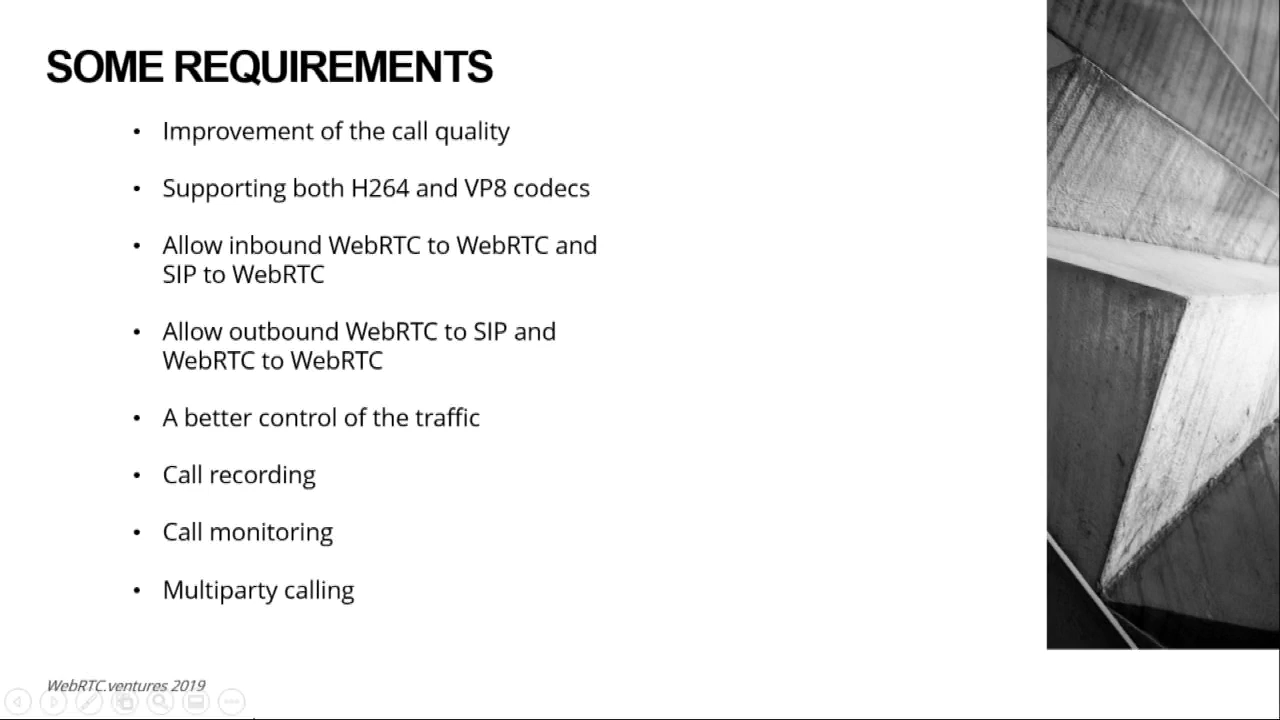 SOME REQUIREMENTS
• Improvement of the call quality
• Supporting both H264 and VP8 codecs
• Allow inbound WebRTC to WebRTC and
SIP to WebRTC
• Allow outbound WebRTC to SIP and
WebRTC to WebRTC
• A better control of the traffic
• Call recording
• Call monitoring
• Multiparty calling
WebRTC.ventures 2019